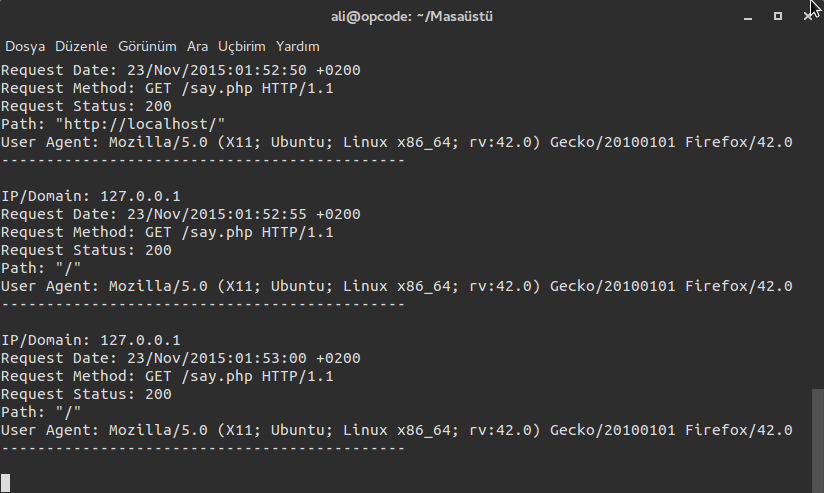 ali@opcode: ~/Masaüstü
Dosya Düzenle Görünüm Ara Uçbirim Yardım
Request Date: 23/Nov/2015:01:52:50 +0200
Request Method: GET /say.php HTTP/1.1
Request Status: 200
Path: "http://localhost/"
User Agent: Mozilla/5.0 (X11; Ubuntu; Linux x86_64; rv:42.0) Gecko/20100101 Firefox/42.0
---------------------------------------------
IP/Domain: 127.0.0.1
Request Date: 23/Nov/2015:01:52:55 +0200
Request Method: GET /say.php HTTP/1.1
Request Status: 200
Path: "/"
User Agent: Mozilla/5.0 (X11; Ubuntu; Linux x86_64; rv:42.0) Gecko/20100101 Firefox/42.0
---------------------------------------------
IP/Domain: 127.0.0.1
Request Date: 23/Nov/2015:01:53:00 +0200
Request Method: GET /say.php HTTP/1.1
Request Status: 200
Path: "/"
User Agent: Mozilla/5.0 (X11; Ubuntu; Linux x86_64; rv:42.0) Gecko/20100101 Firefox/42.0
---------------------------------------------